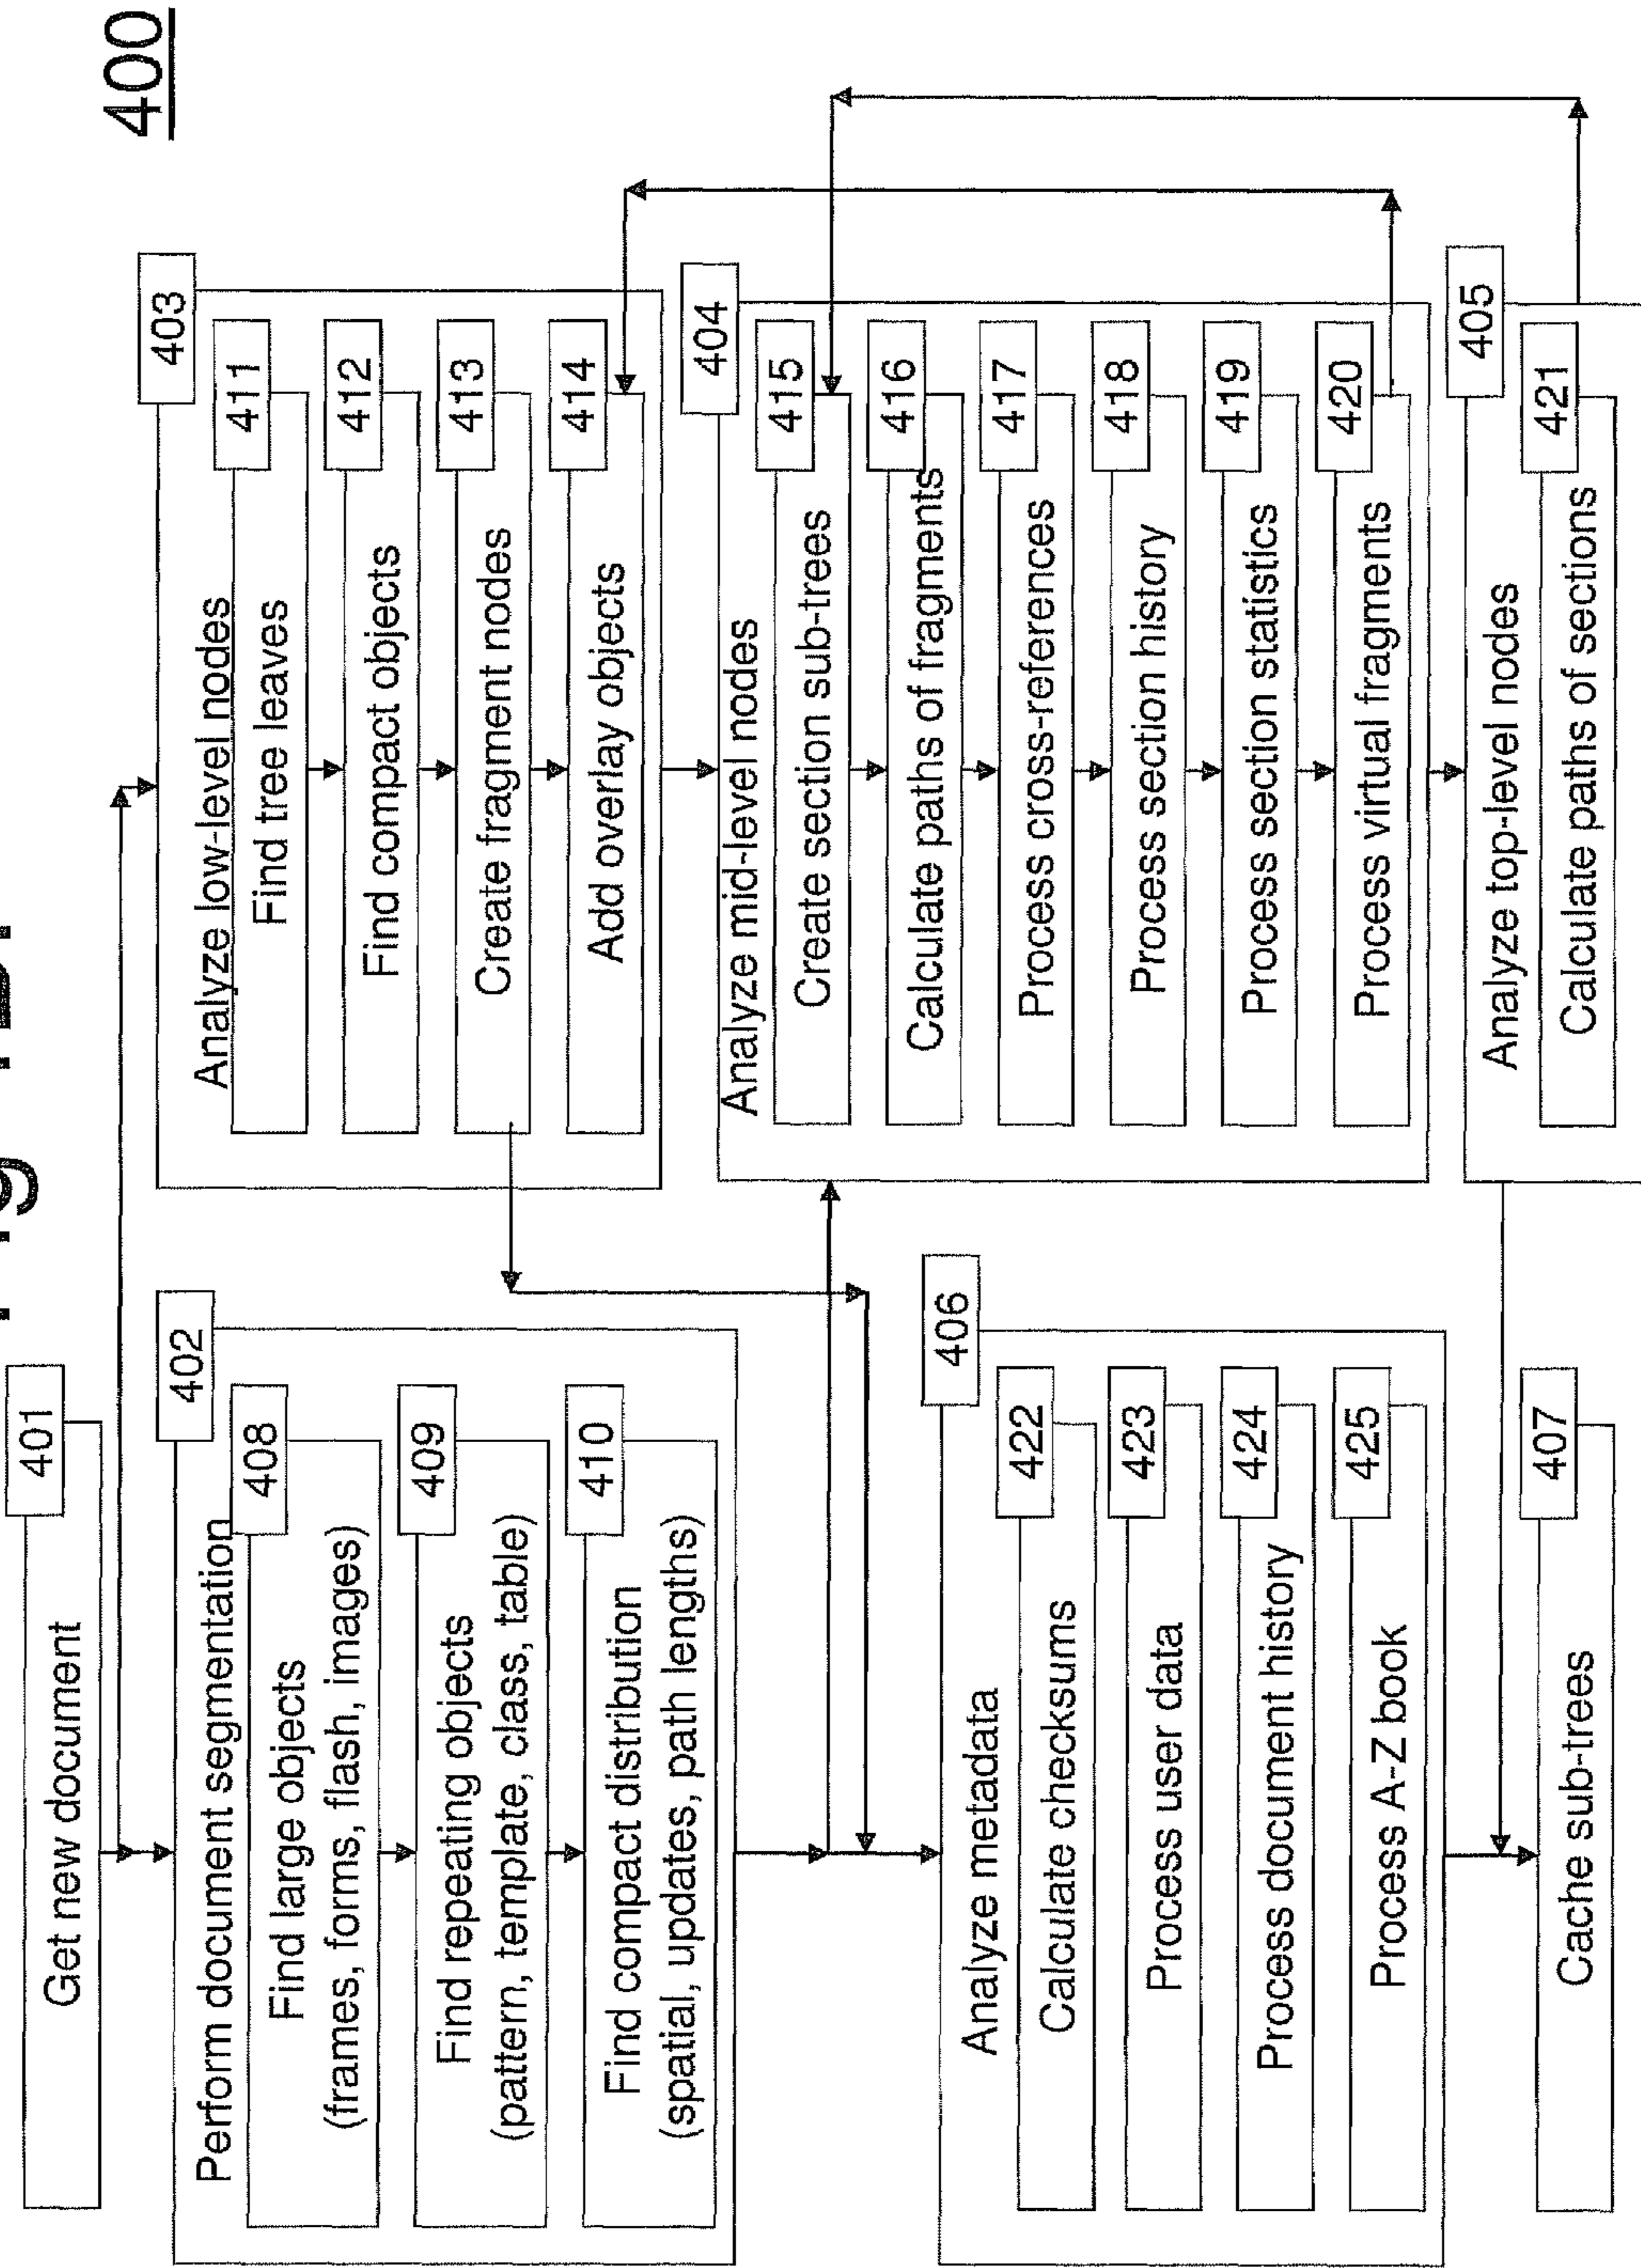 400
401
Get new document
402
Perform document segmentation
408
Find large objects
(frames, forms, flash, images)
409
Find repeating objects
(pattern, template, class, table)
410
Find compact distribution
(spatial, updates, path lengths)
403
Analyze low-level nodes
411
Find tree leaves
412
Find compact objects
413
Create fragment nodes
414
Add overlay objects
404
Analyze mid-level nodes
415
Create section sub-trees
416
Calculate paths of fragments
417
Process cross-references
418
Process section history
419
Process section statistics
420
Process virtual fragments
405
Analyze top-level nodes
421
Calculate paths of sections
406
Analyze metadata
422
Calculate checksums
423
Process user data
424
Process document history
425
Process A-Z book
407
Cache sub-trees